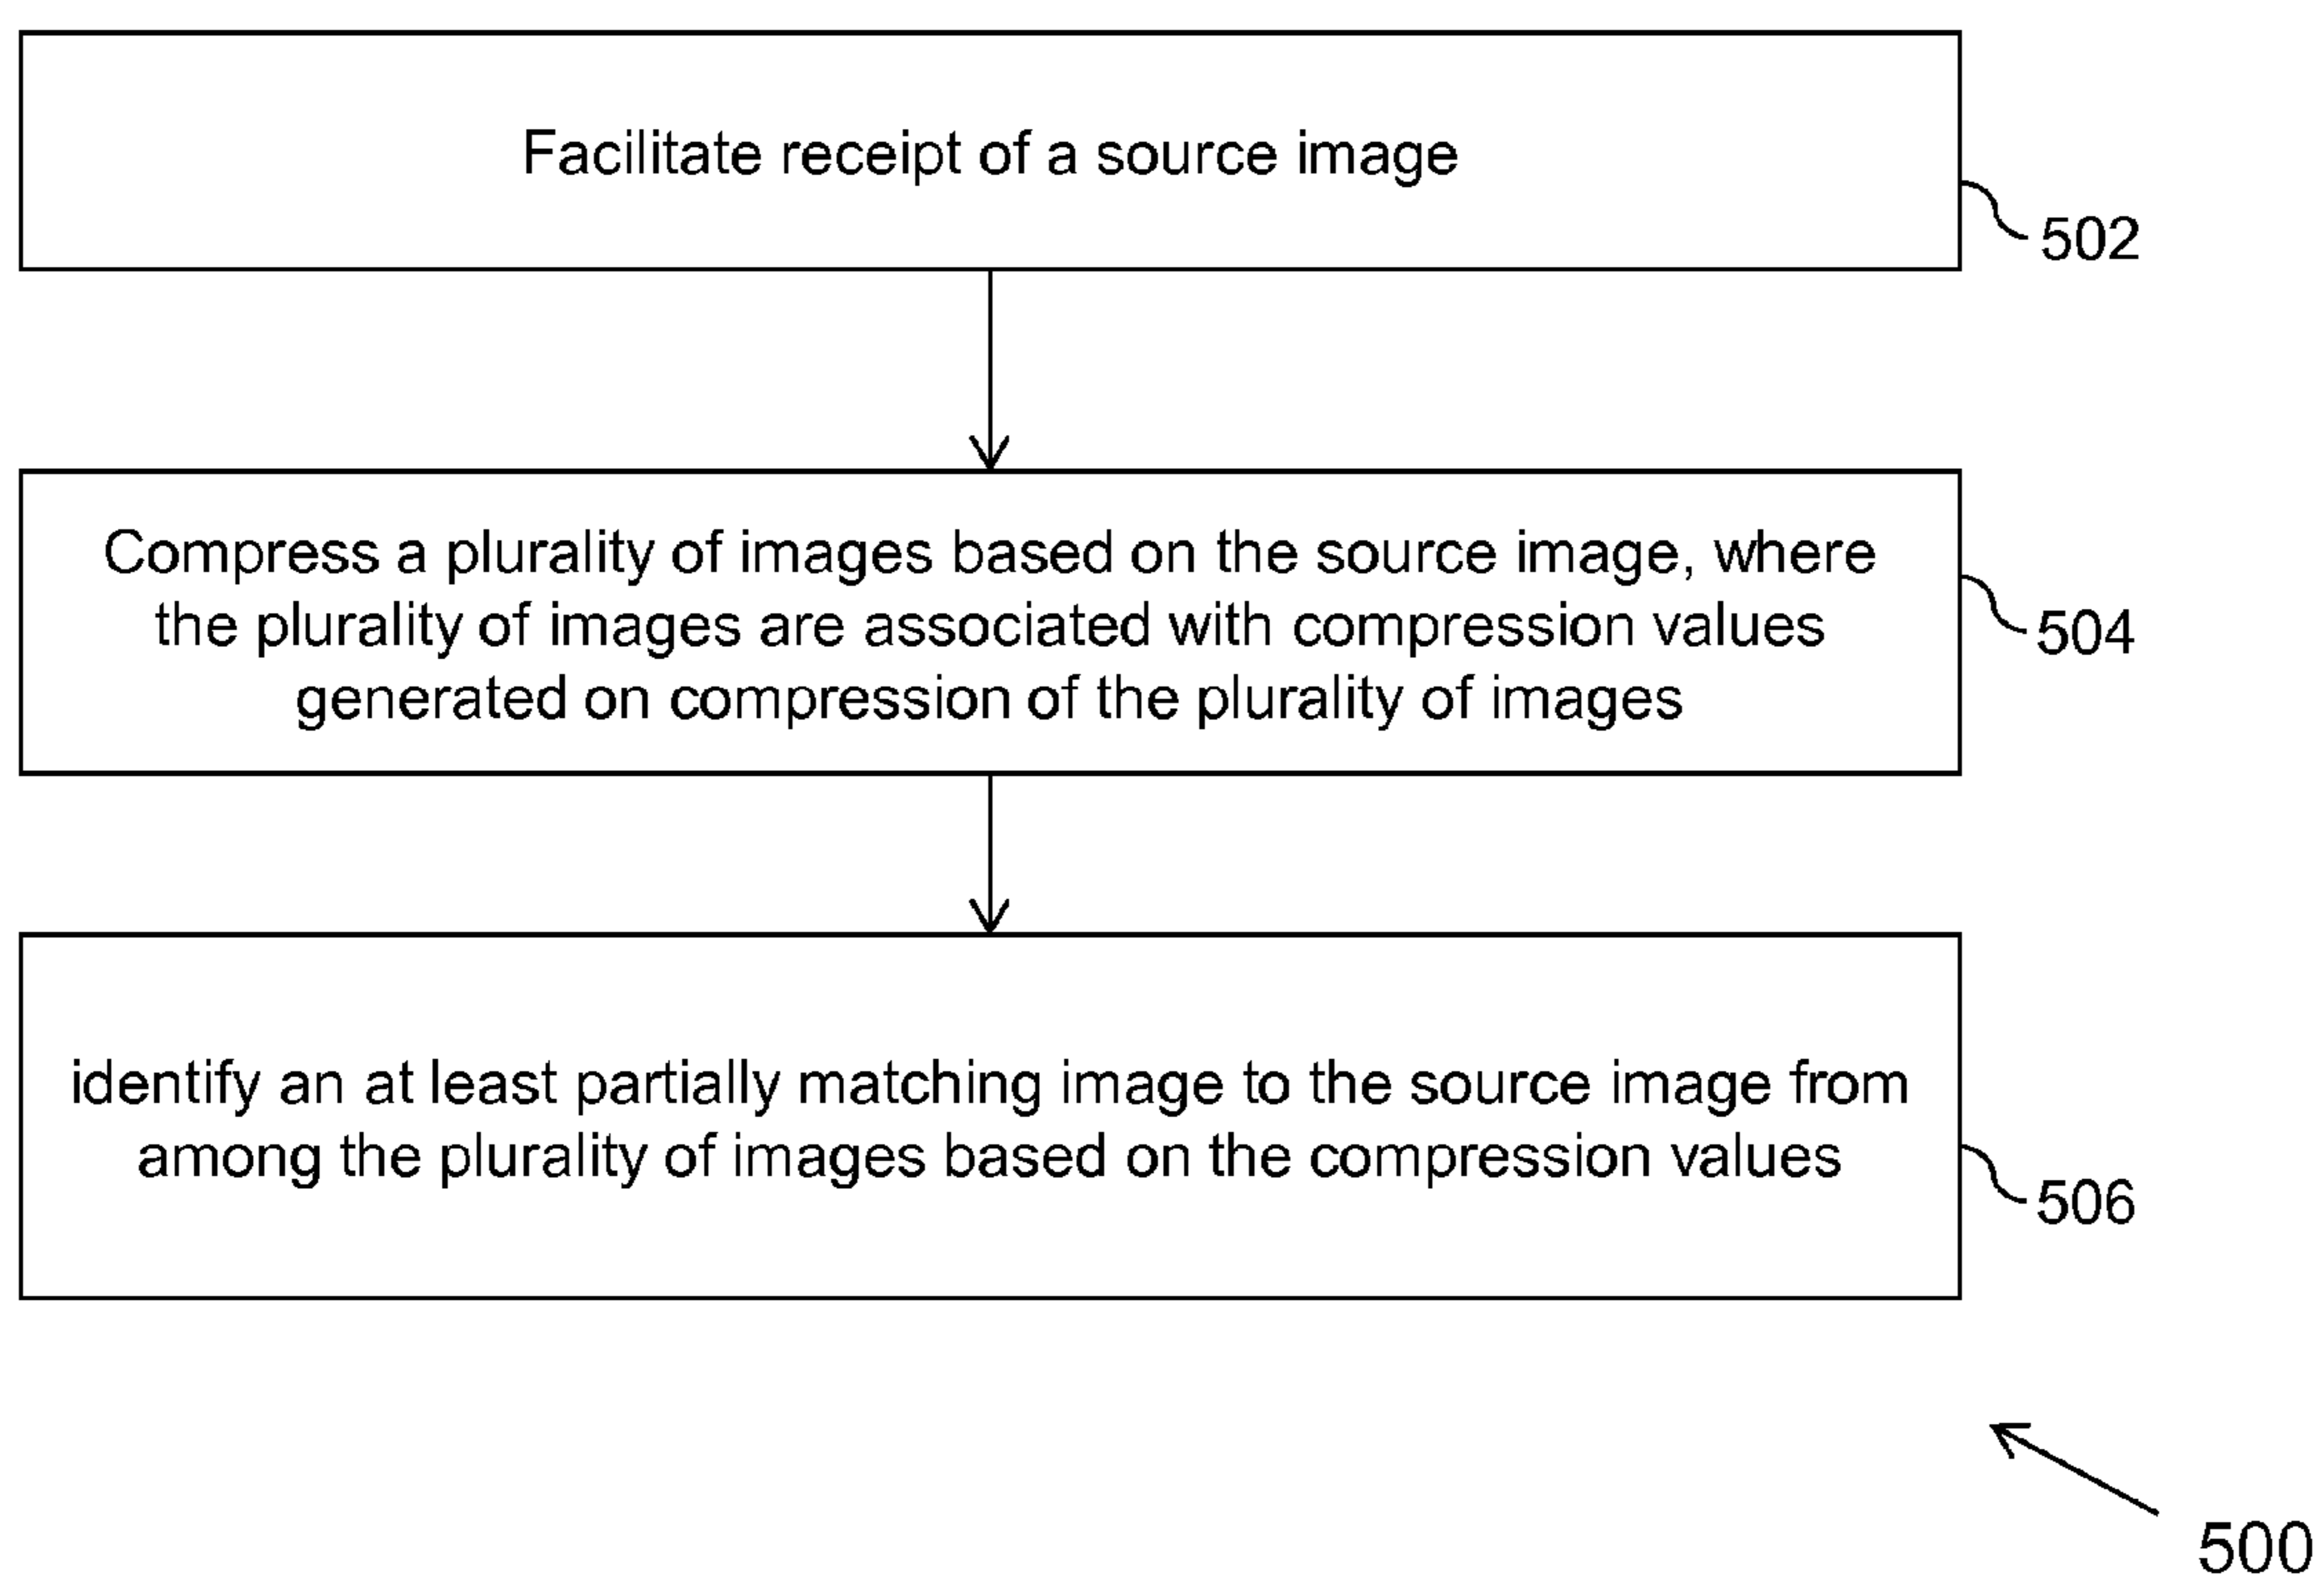 Facilitate receipt of a source image
502
Compress a plurality of images based on the source image, where
the plurality of images are associated with compression values
generated on compression of the plurality of images
504
identify an at least partially matching image to the source image from
among the plurality of images based on the compression values
506
500